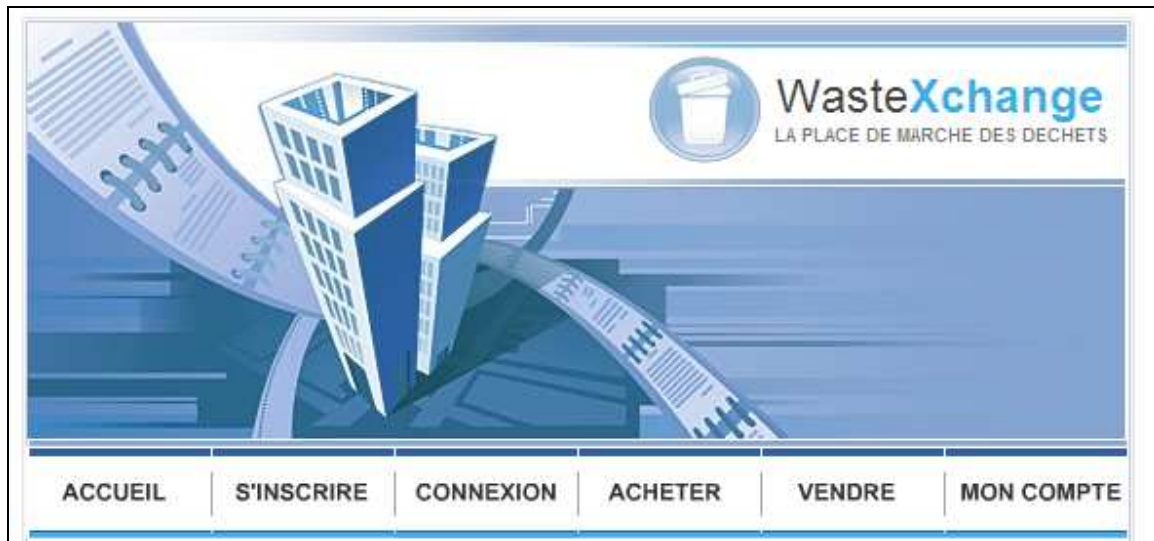 WasteXchange
LA PLACE DE MARCHE DES DECHETS
ACCUEIL S'INSCRIRE CONNEXION ACHETER VENDRE MON COMPTE